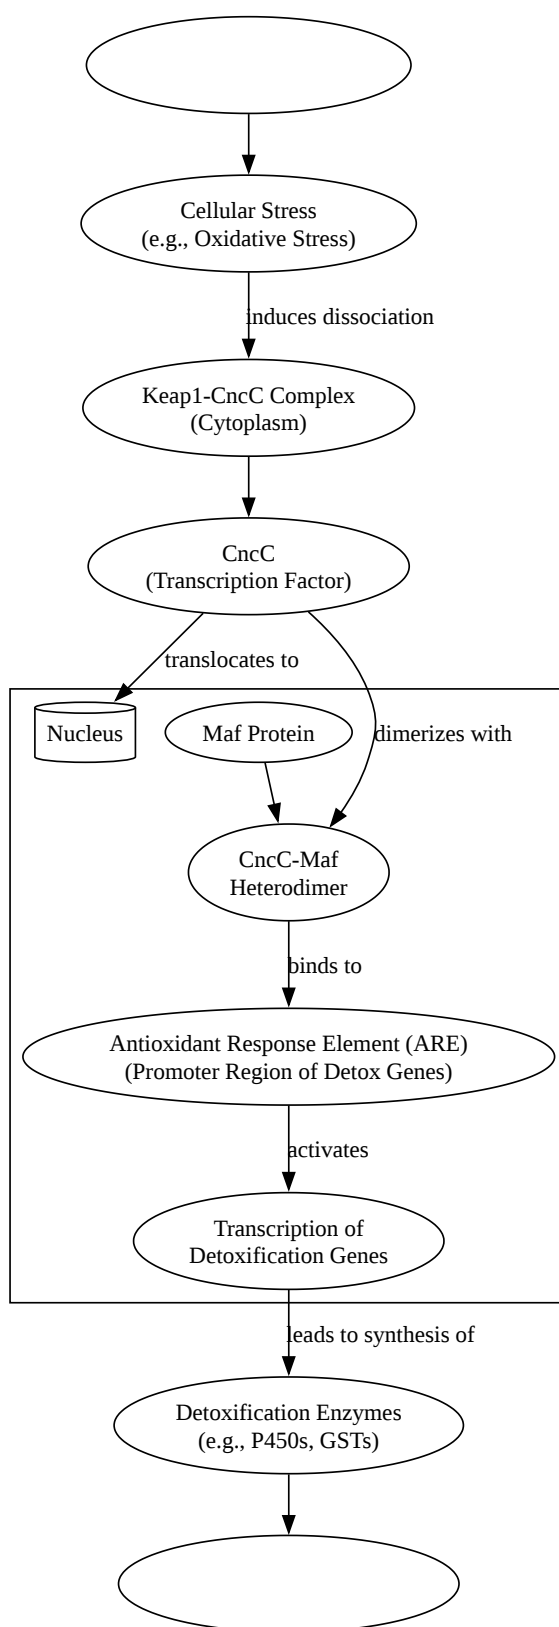 Cellular Stress
(e.g., Oxidative Stress)
induces dissociation
Keap1-CncC Complex
(Cytoplasm)
CncC
(Transcription Factor)
translocates to
Nucleus
Maf Protein
dimerizes with
CncC-Maf
Heterodimer
binds to
Antioxidant Response Element (ARE)
(Promoter Region of Detox Genes)
activates
Transcription of
Detoxification Genes
leads to synthesis of
Detoxification Enzymes
(e.g., P450s, GSTs)